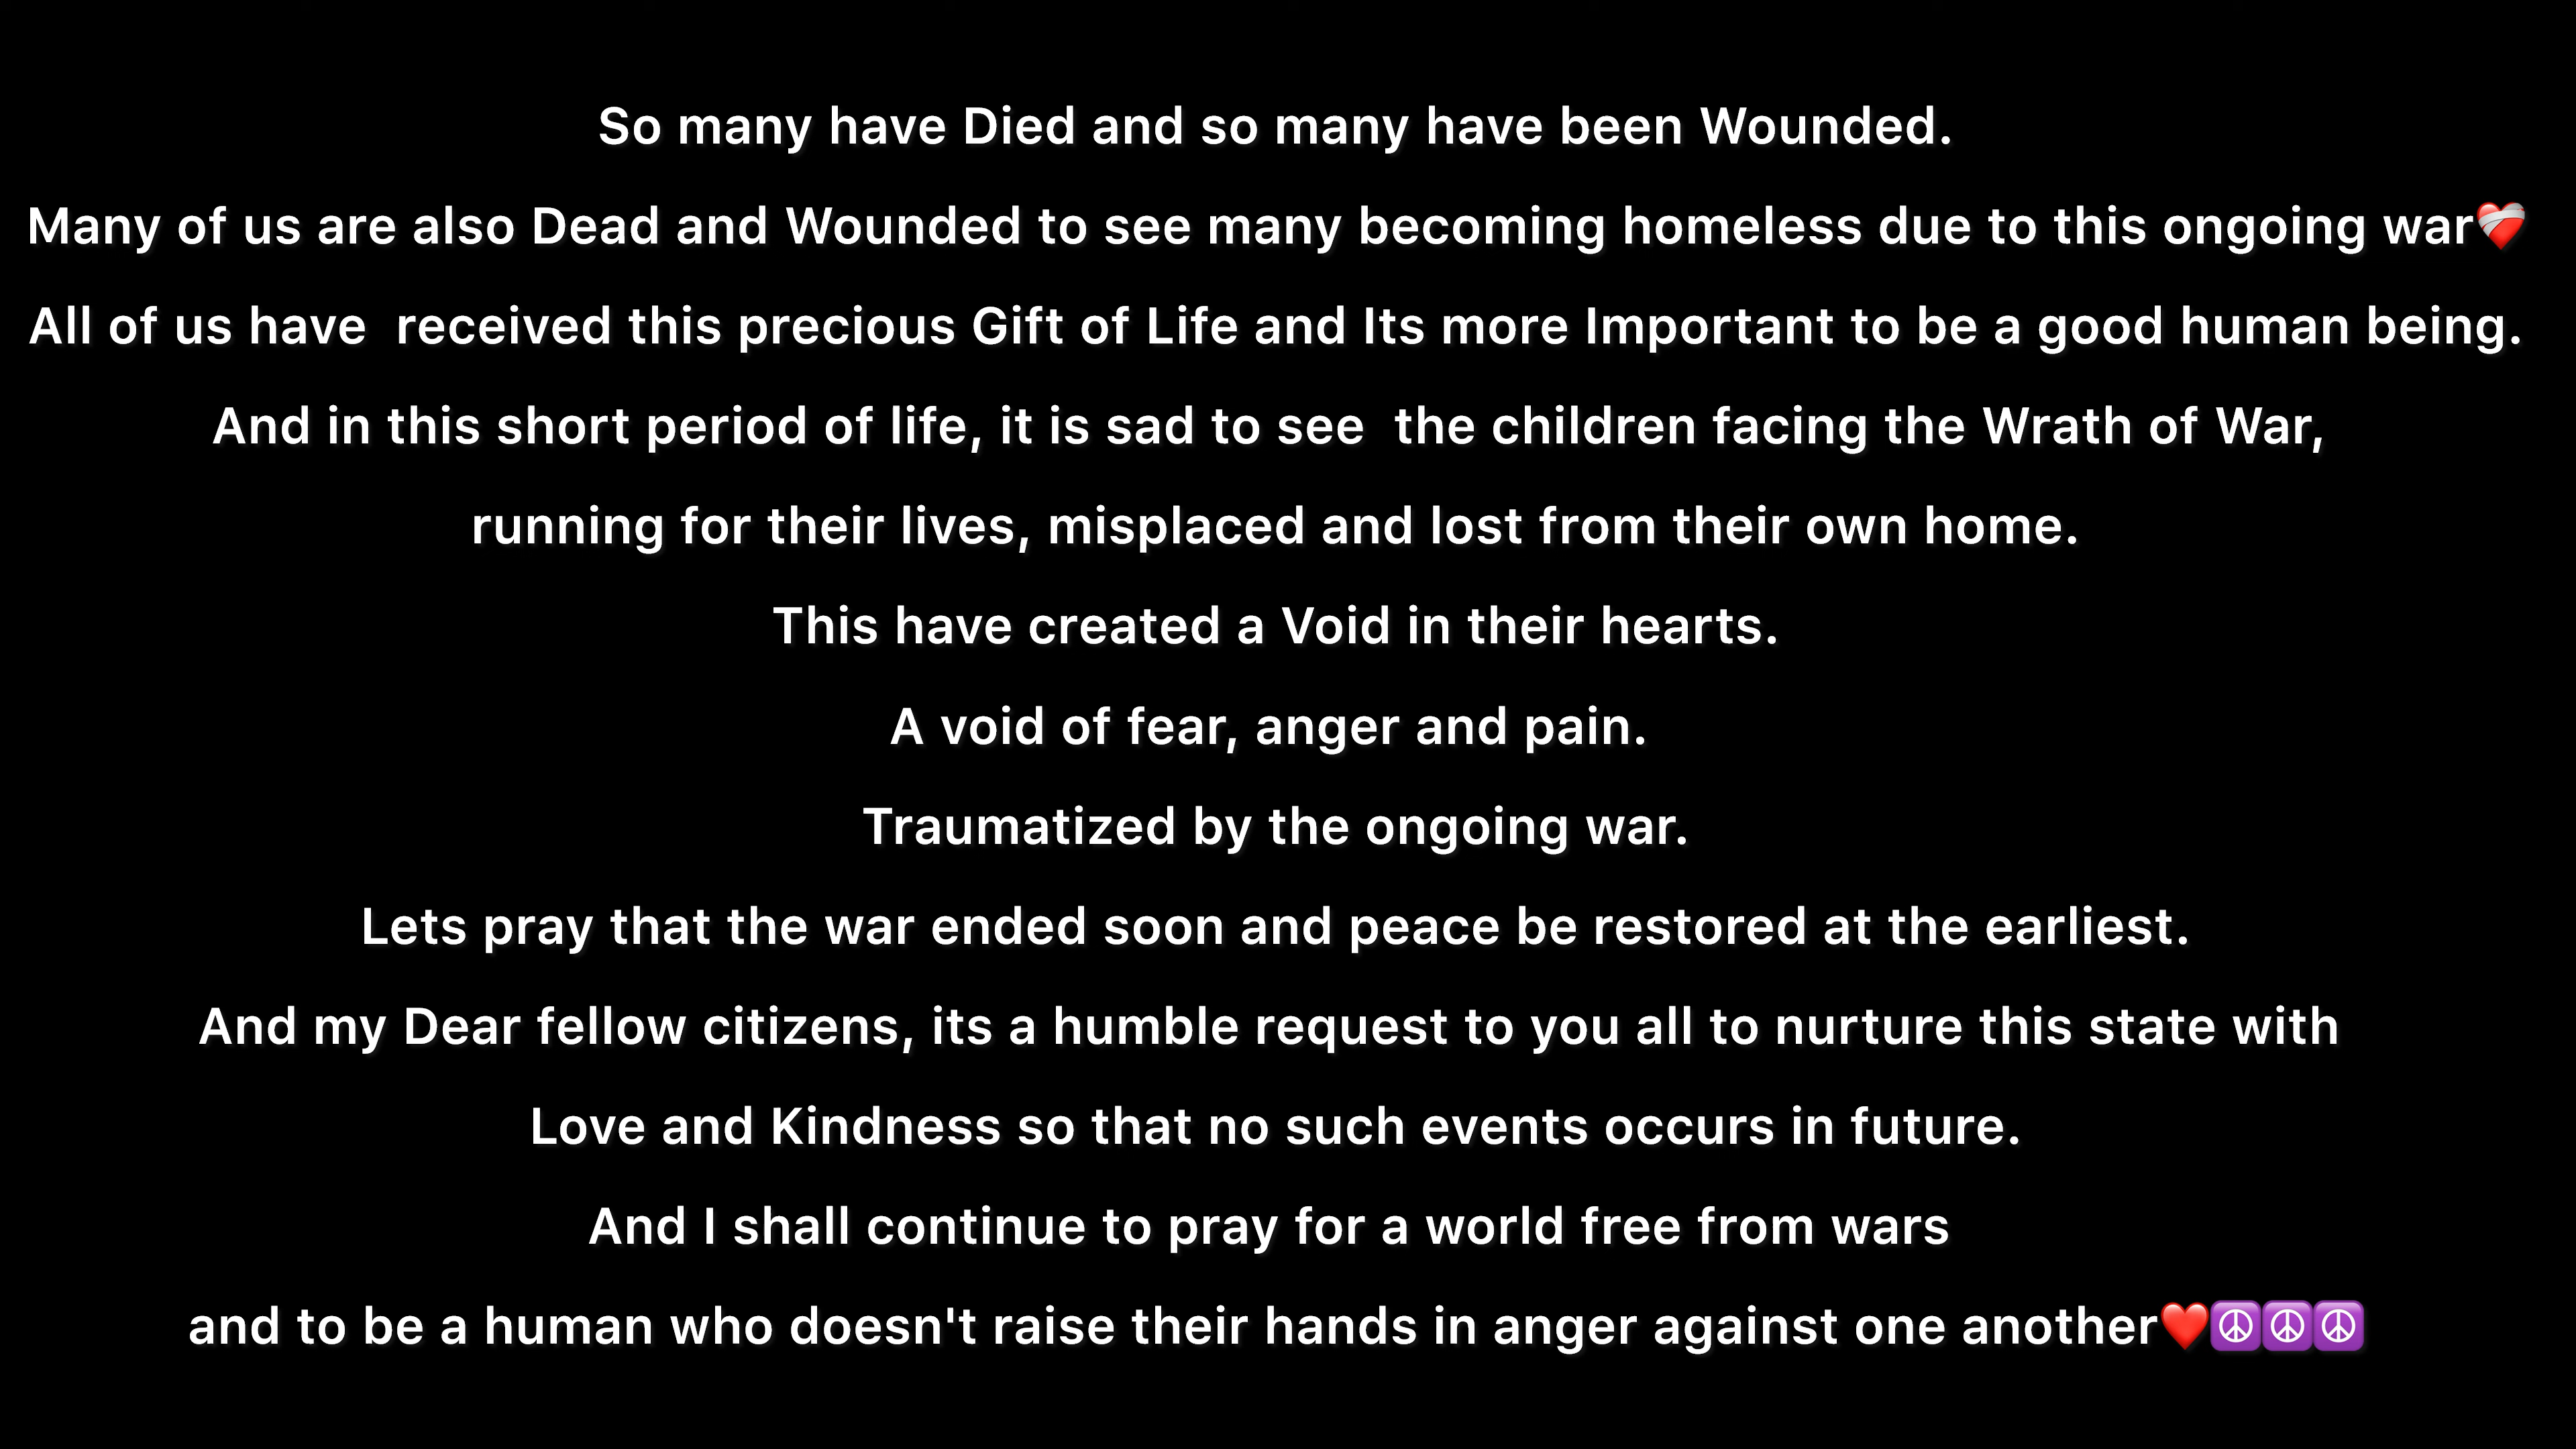 So many have Died and so many have been Wounded.
Many of us are also Dead and Wounded to see many becoming homeless due to this ongoing war❤️‍🩹
All of us have  received this precious Gift of Life and Its more Important to be a good human being.
And in this short period of life, it is sad to see  the children facing the Wrath of War,
running for their lives, misplaced and lost from their own home.
This have created a Void in their hearts.
A void of fear, anger and pain.
Traumatized by the ongoing war.
Lets pray that the war ended soon and peace be restored at the earliest.
And my Dear fellow citizens, its a humble request to you all to nurture this state with
Love and Kindness so that no such events occurs in future.
And I shall continue to pray for a world free from wars
and to be a human who doesn't raise their hands in anger against one another❤️☮️☮️☮️